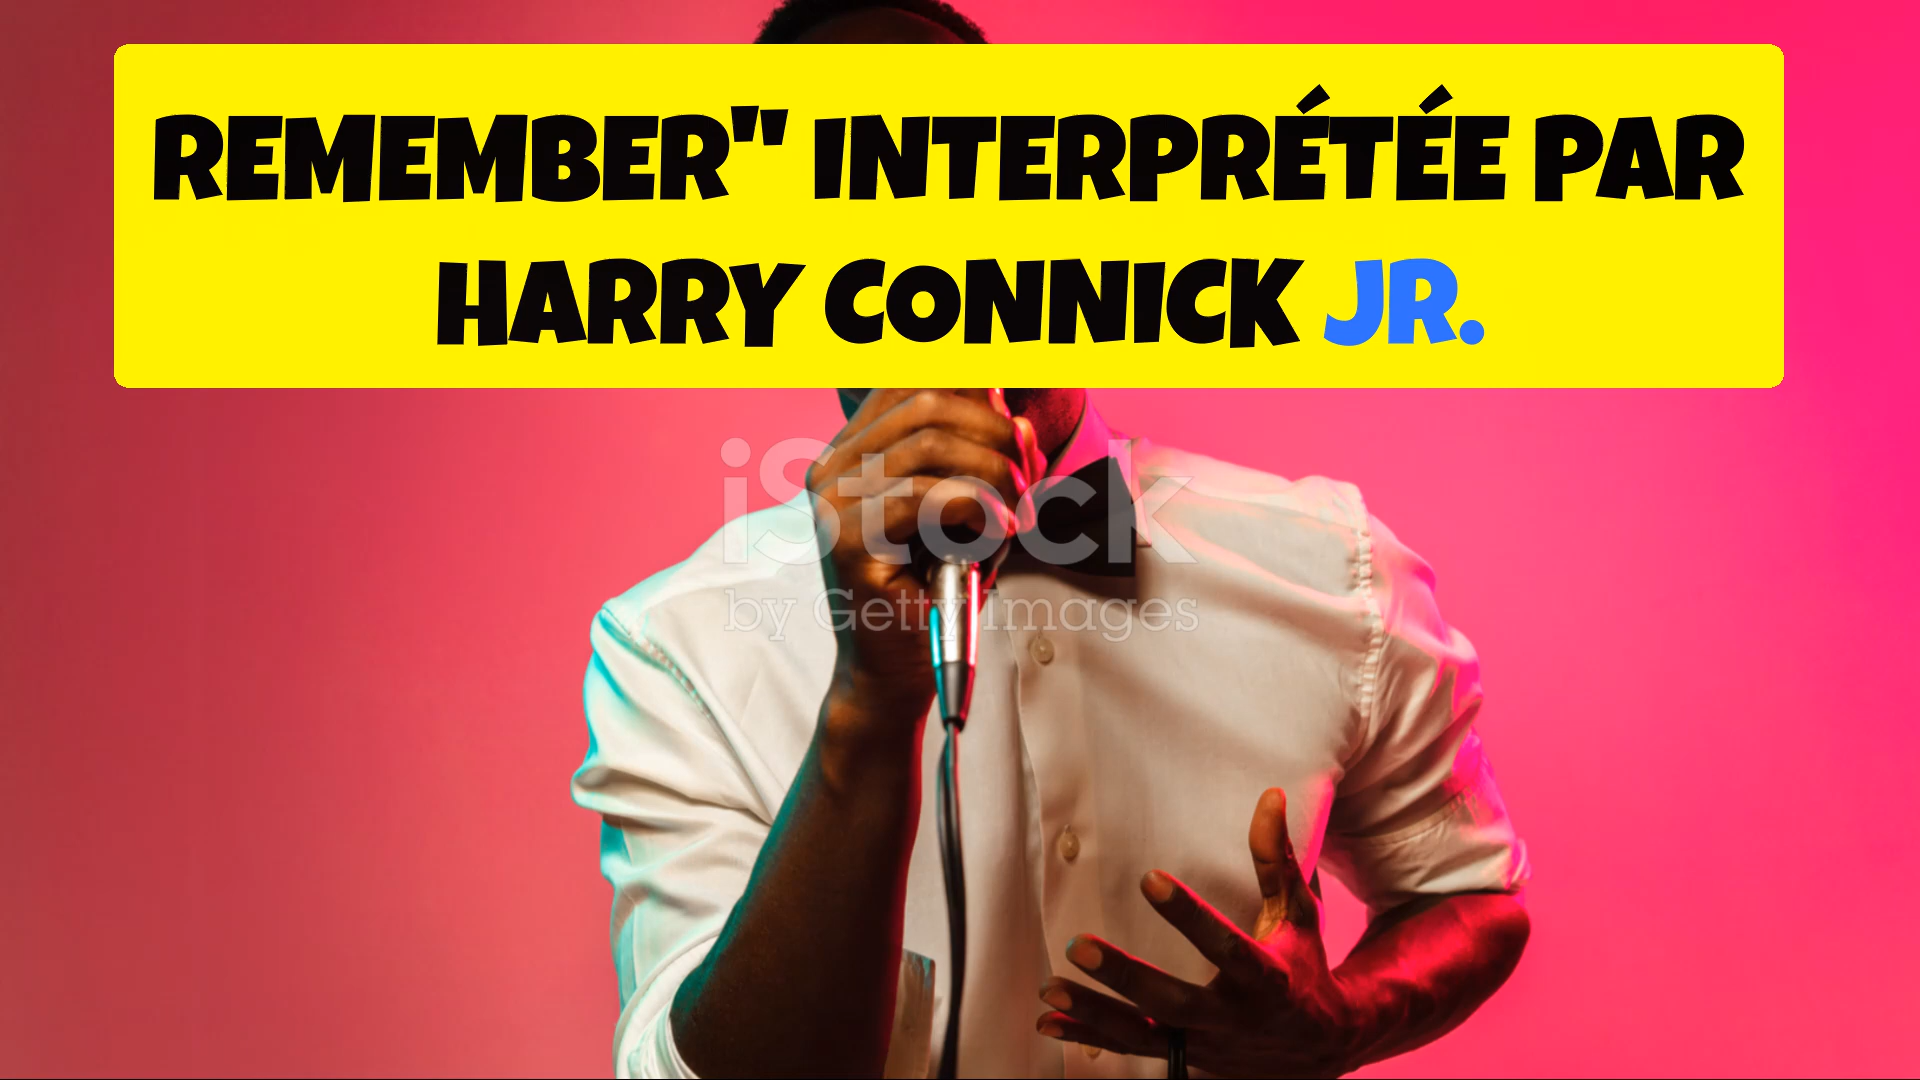 REMEMBER" INTERPRÉTÉE PAR
HARRY CONNICK JR.
iStock
by Getty Images